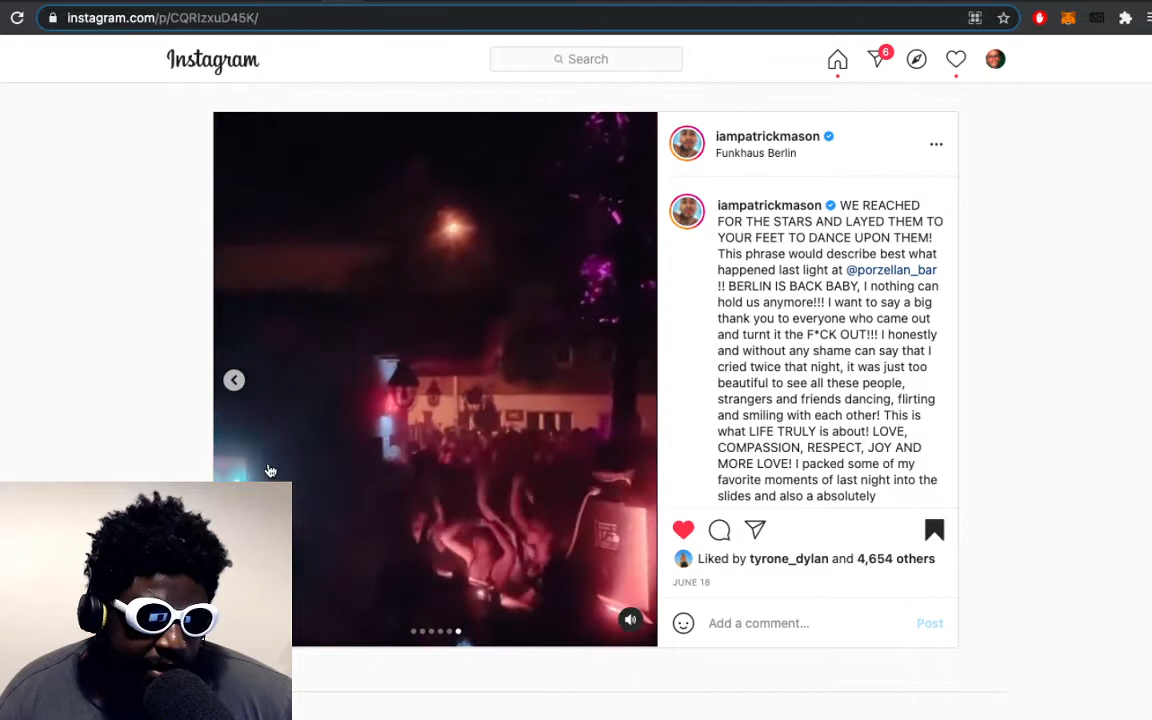 instagram.com/p/CQRIzxuD45K/
Instagram
Search
6
iampatrickmason
Funkhaus Berlin
iampatrickmason WE REACHED
FOR THE STARS AND LAYED THEM TO
YOUR FEET TO DANCE UPON THEM!
This phrase would describe best what
happened last light at @porzellan_bar
!! BERLIN IS BACK BABY, I nothing can
hold us anymore!!! I want to say a big
thank you to everyone who came out
and turnt it the F*CK OUT!!! I honestly
and without any shame can say that I
cried twice that night, it was just too
beautiful to see all these people,
strangers and friends dancing, flirting
and smiling with each other! This is
what LIFE TRULY is about! LOVE,
COMPASSION, RESPECT, JOY AND
MORE LOVE! I packed some of my
favorite moments of last night into the
slides and also a absolutely
Liked by tyrone_dylan and 4,654 others
JUNE 18
Add a comment...
Post